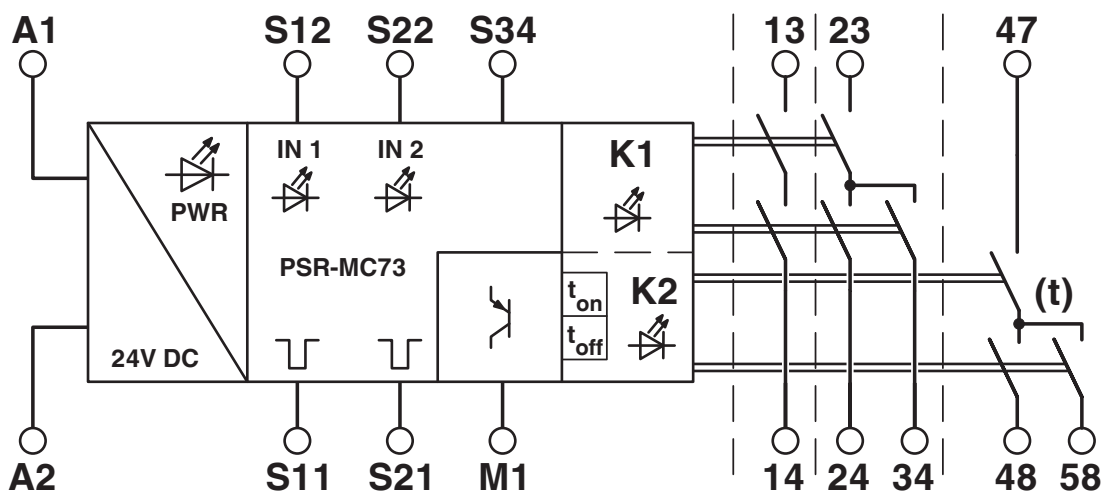 A1 S12 S22 S34 13 23 47
IN 1 IN 2 K1
PWR
PSR-MC73
ton K2 (t)
toff
24V DC
A2 S11 S21 M1 14 24 34 48 58